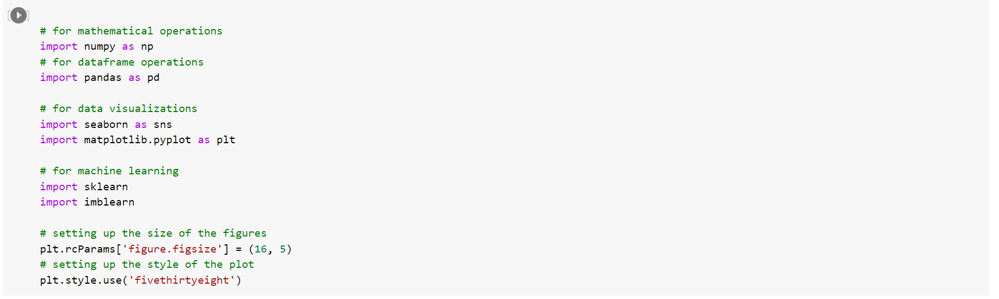 # for mathematical operations
import numpy as np
# for dataframe operations
import pandas as pd
# for data visualizations
import seaborn as sns
import matplotlib.pyplot as plt
# for machine learning
import sklearn
import imblearn
# setting up the size of the figures
plt.rcParams['figure.figsize'] = (16, 5)
# setting up the style of the plot
plt.style.use('fivethirtyeight')